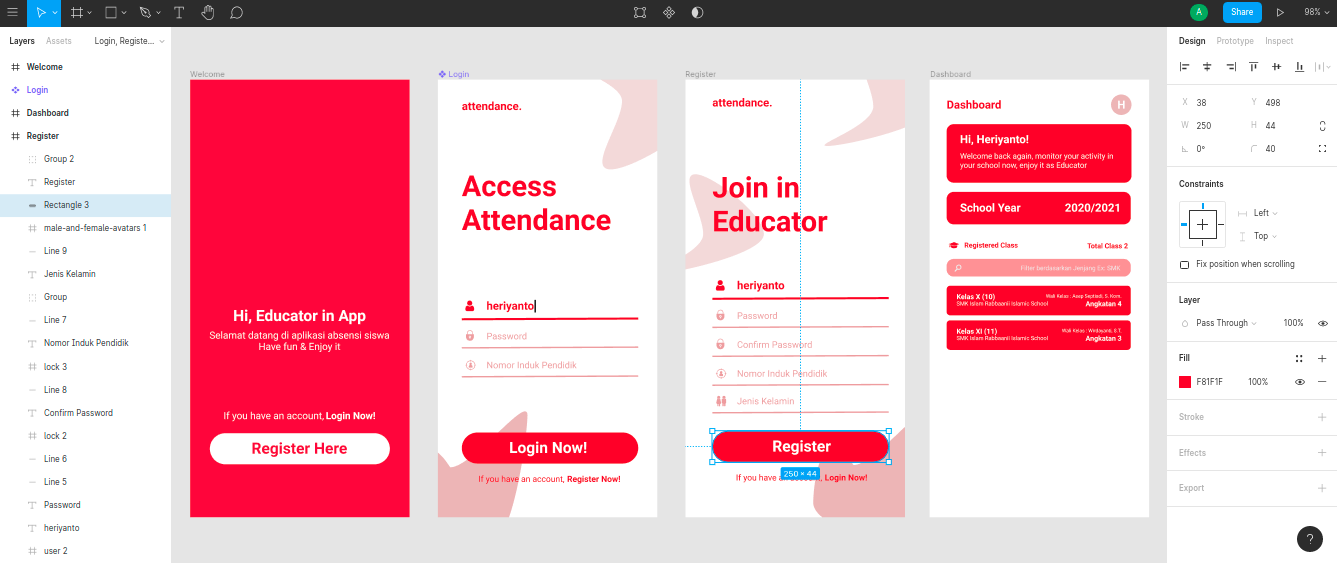 A
Share
98%
Layers
Assets
Login, Registe...
Welcome
Login
Dashboard
Register
Group 2
Register
Rectangle 3
male-and-female-avatars 1
Line 9
Jenis Kelamin
Group
Line 7
Nomor Induk Pendidik
lock 3
Line 8
Confirm Password
lock 2
Line 6
Line 5
Password
heriyanto
user 2
Welcome
Hi, Educator in App
Selamat datang di aplikasi absensi siswa
Have fun & Enjoy it
If you have an account, Login Now!
Register Here
Login
attendance.
Access
Attendance
heriyanto
Password
Nomor Induk Pendidik
Login Now!
If you have an account, Register Now!
Register
attendance.
Join in
Educator
heriyanto
Password
Confirm Password
Nomor Induk Pendidik
Jenis Kelamin
Register
250 × 44
If you have an account, Login Now!
Dashboard
Dashboard
H
Hi, Heriyanto!
Welcome back again, monitor your activity in
your school now, enjoy it as Educator
School Year 2020/2021
Registered Class Total Class 2
Filter berdasarkan Jenjang Ex: SMK
Kelas X (10) Wali Kelas : Asep Septiadi, S. Kom,
SMK Islam Rabbaanii Islamic School Angkatan 4
Kelas XI (11) Wali Kelas : Widayanti, S.T,
SMK Islam Rabbaanii Islamic School Angkatan 3
Design
Prototype
Inspect
X 38 Y 498
W 250 H 44
0° 40
Constraints
Left
Top
Fix position when scrolling
Layer
Pass Through 100%
Fill
F81F1F 100%
Stroke
Effects
Export
?